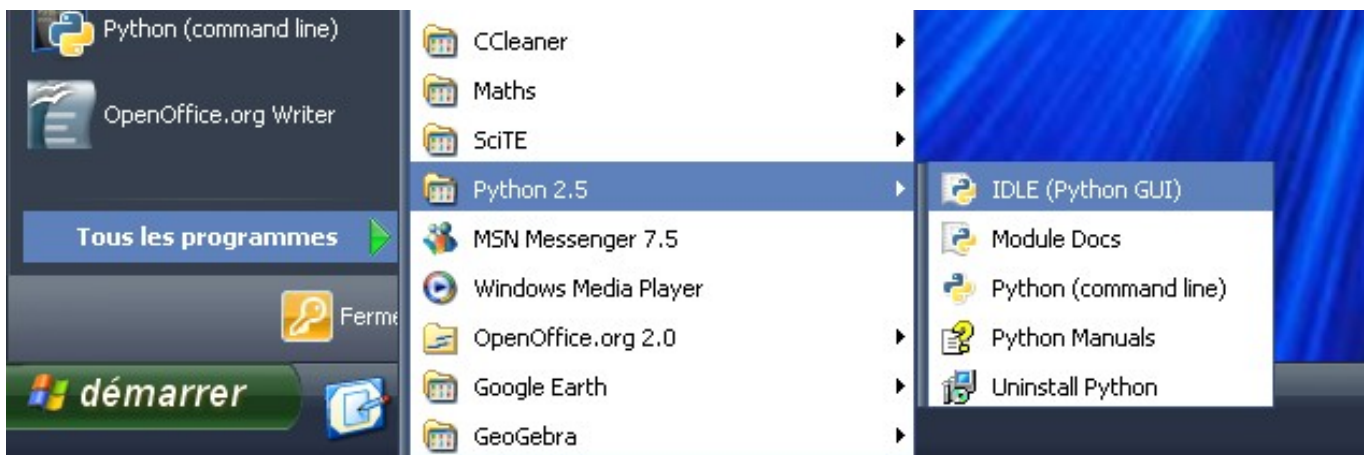 Python (command line)
OpenOffice.org Writer
Tous les programmes
Ferme
démarrer
CCleaner
Maths
SciTE
Python 2.5
MSN Messenger 7.5
Windows Media Player
OpenOffice.org 2.0
Google Earth
GeoGebra
IDLE (Python GUI)
Module Docs
Python (command line)
Python Manuals
Uninstall Python